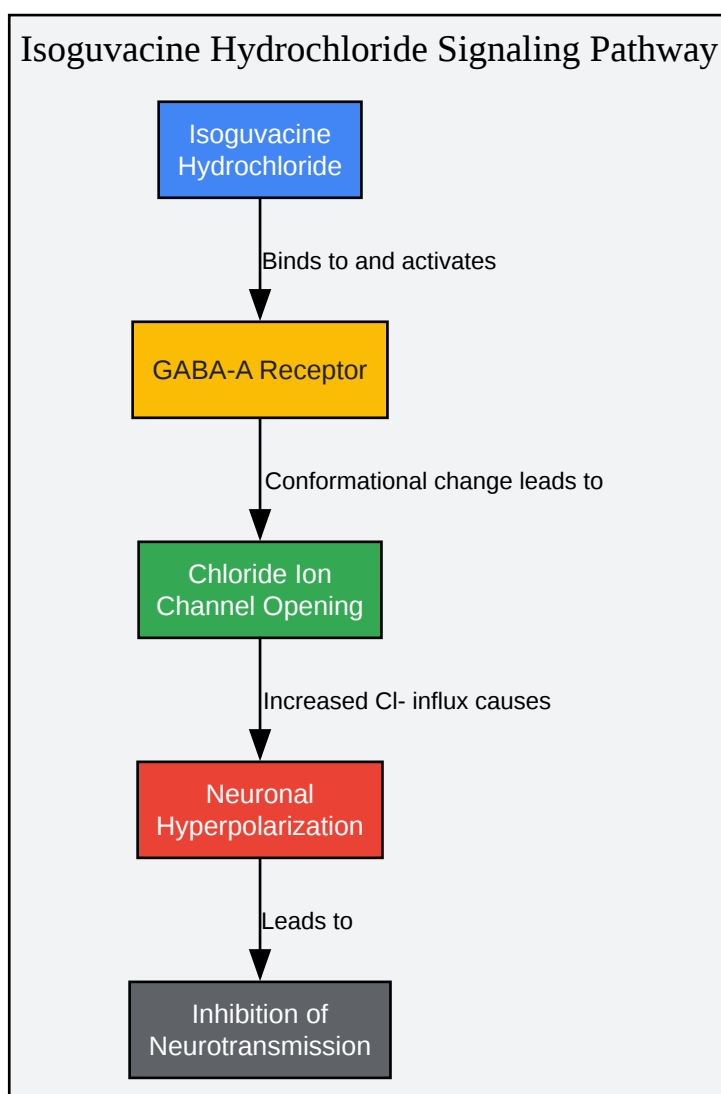 Isoguvacine Hydrochloride Signaling Pathway
Isoguvacine
Hydrochloride
Binds to and activates
GABA-A Receptor
Conformational change leads to
Chloride Ion
Channel Opening
Increased Cl- influx causes
Neuronal
Hyperpolarization
Leads to
Inhibition of
Neurotransmission